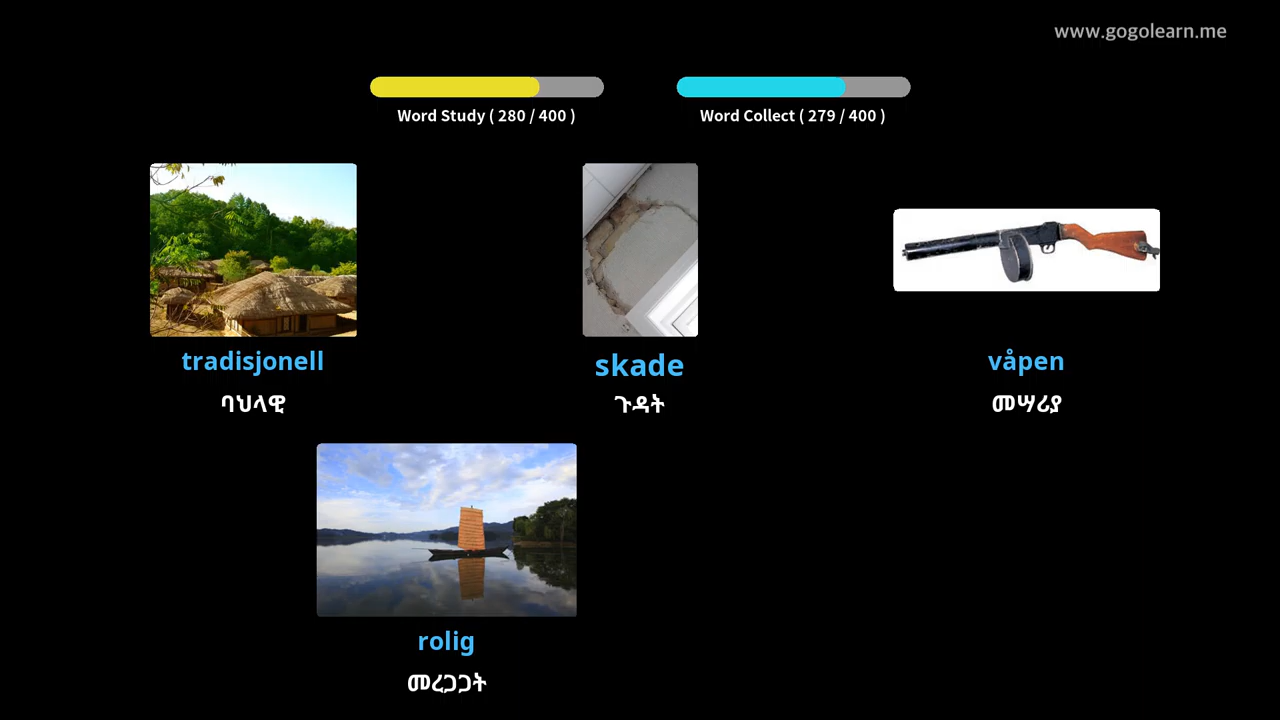 www.gogolearn.me
Word Study ( 280 / 400 )
Word Collect ( 279 / 400 )
tradisjonell
ባህላዊ
skade
ጉዳት
våpen
መሣሪያ
rolig
መረጋጋት